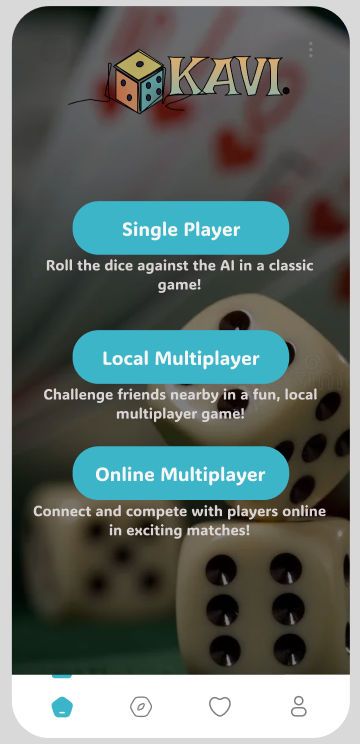 KAVI.
Single Player
Roll the dice against the AI in a classic
game!
Local Multiplayer
Challenge friends nearby in a fun, local
multiplayer game!
Online Multiplayer
Connect and compete with players online
in exciting matches!